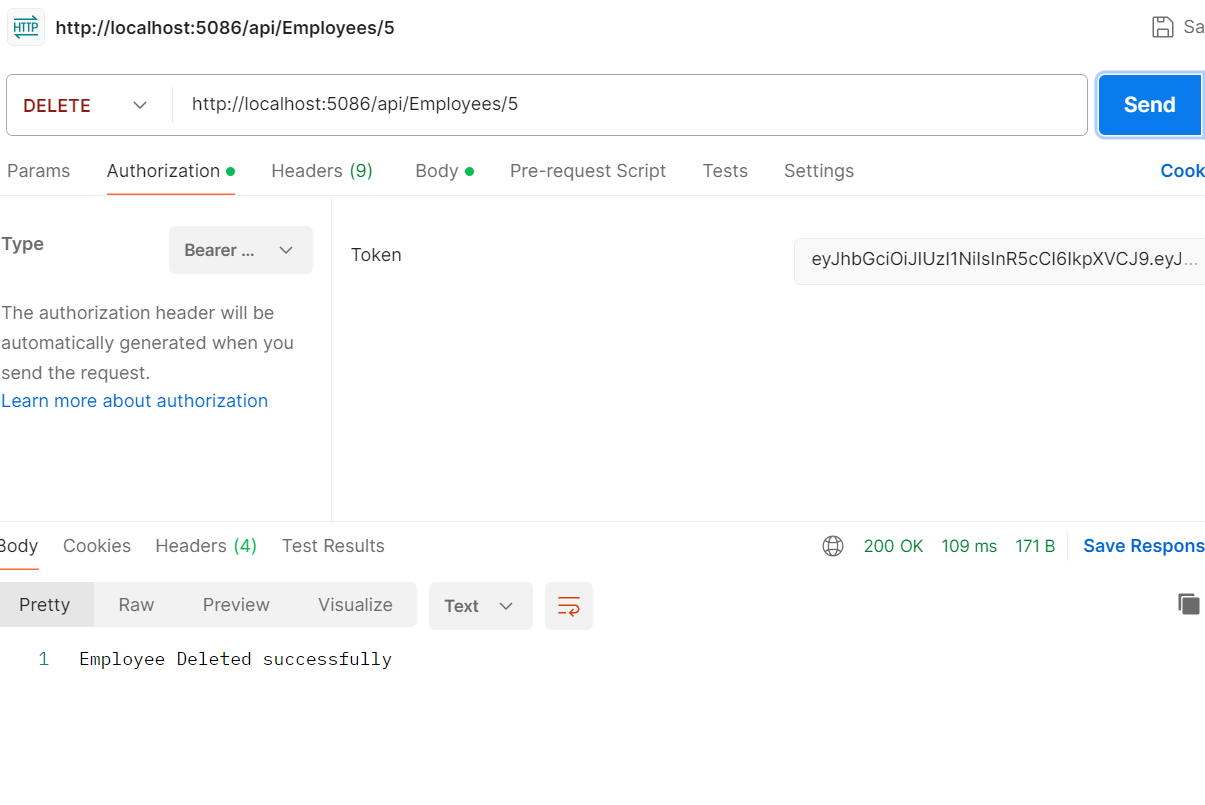 HTTP http://localhost:5086/api/Employees/5 Sa
DELETE http://localhost:5086/api/Employees/5 Send
Params Authorization Headers (9) Body Pre-request Script Tests Settings Cook
Type Bearer ... Token eyJhbGciOiJIUzI1NiIsInR5cCI6IkpXVCJ9.eyJ...
The authorization header will be
automatically generated when you
send the request.
Learn more about authorization
Body Cookies Headers (4) Test Results 200 OK 109 ms 171 B Save Respons
Pretty Raw Preview Visualize Text
1 Employee Deleted successfully